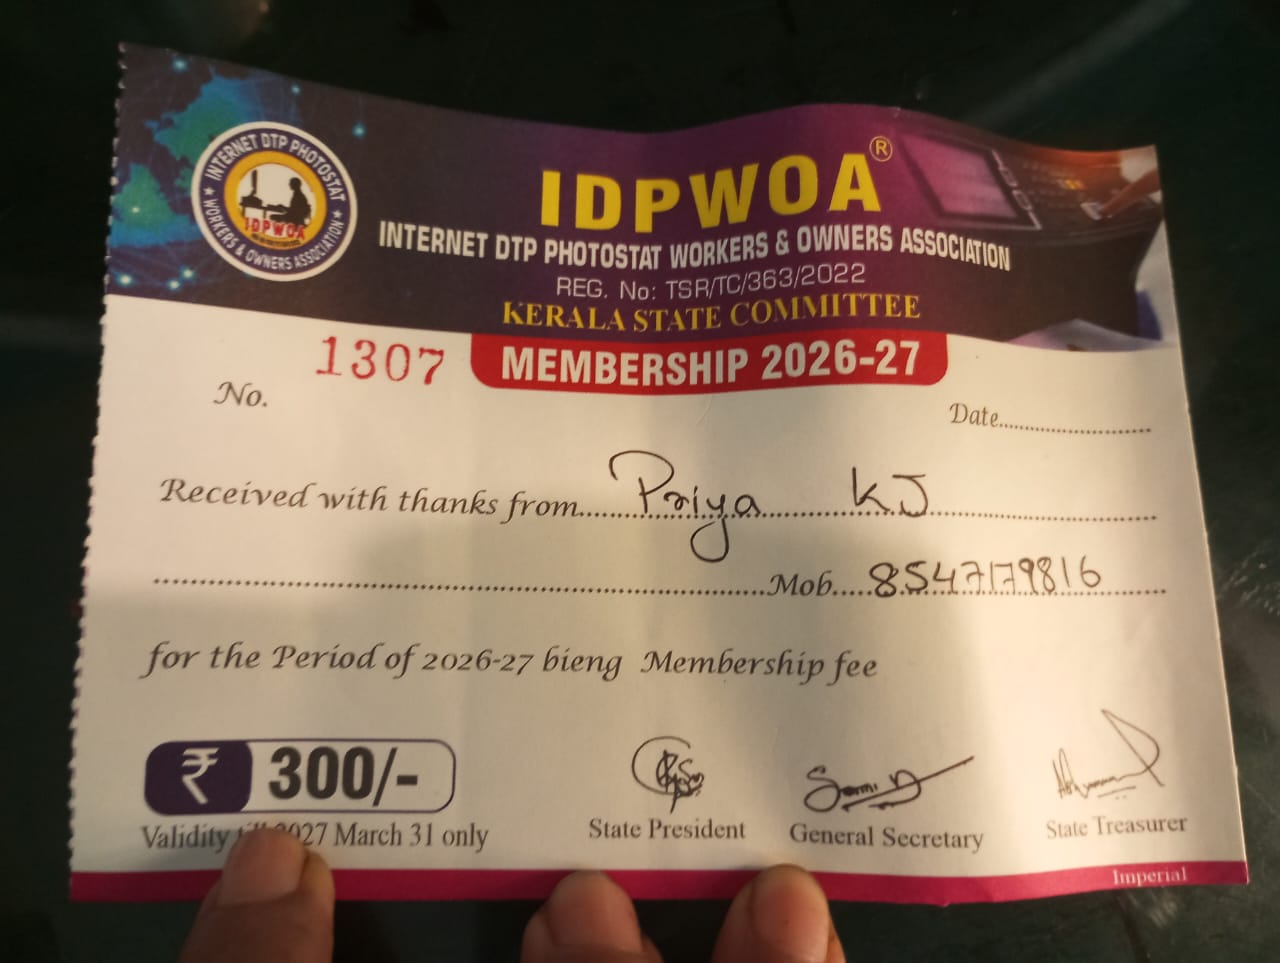 INTERNET DTP PHOTOSTAT
WORKERS & OWNERS ASSOCIATION
IDPWOA
IDPWOA®
INTERNET DTP PHOTOSTAT WORKERS & OWNERS ASSOCIATION
REG. No: TSR/TC/363/2022
KERALA STATE COMMITTEE
MEMBERSHIP 2026-27
No. 1307
Date
Received with thanks from Priya KJ
Mob 8547179816
for the Period of 2026-27 bieng Membership fee
₹ 300/-
Validity 2027 March 31 only
State President
General Secretary
State Treasurer
Imperial